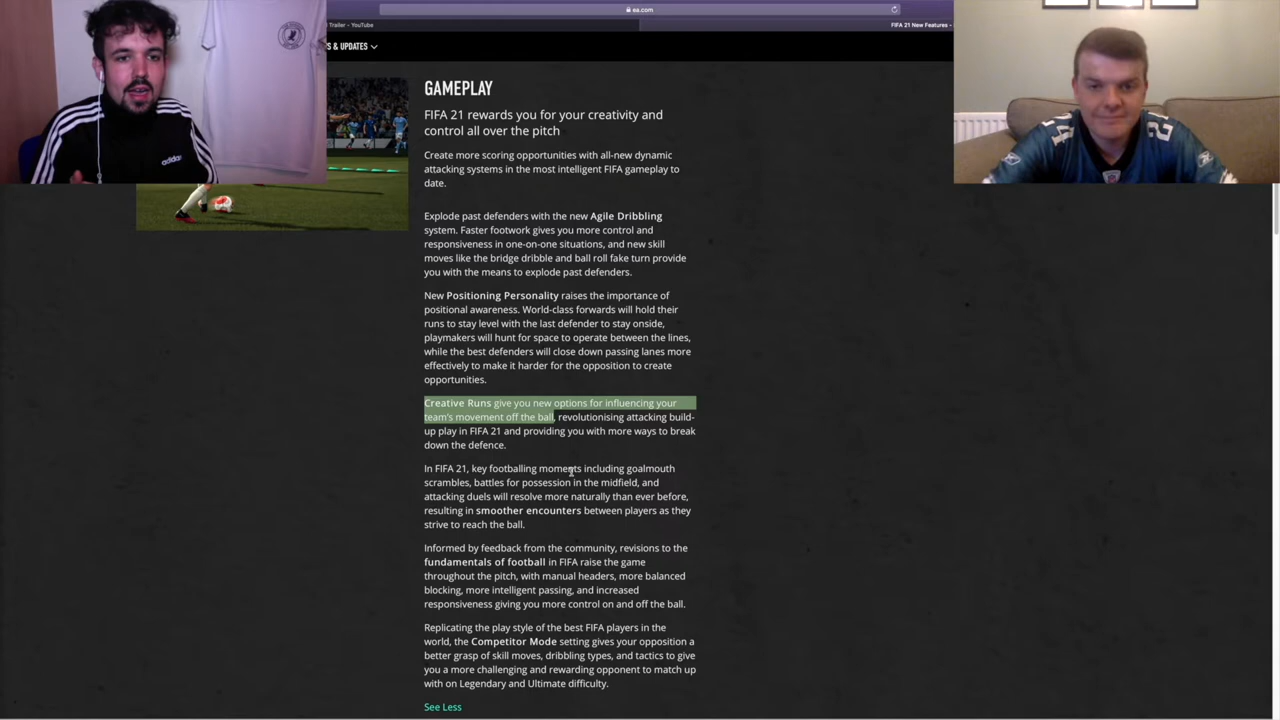 ea.com
l Trailer - YouTube
FIFA 21 New Features -
S & UPDATES
GAMEPLAY
FIFA 21 rewards you for your creativity and
control all over the pitch
Create more scoring opportunities with all-new dynamic
attacking systems in the most intelligent FIFA gameplay to
date.
Explode past defenders with the new Agile Dribbling
system. Faster footwork gives you more control and
responsiveness in one-on-one situations, and new skill
moves like the bridge dribble and ball roll fake turn provide
you with the means to explode past defenders.
New Positioning Personality raises the importance of
positional awareness. World-class forwards will hold their
runs to stay level with the last defender to stay onside,
playmakers will hunt for space to operate between the lines,
while the best defenders will close down passing lanes more
effectively to make it harder for the opposition to create
opportunities.
Creative Runs give you new options for influencing your
team's movement off the ball, revolutionising attacking build-
up play in FIFA 21 and providing you with more ways to break
down the defence.
In FIFA 21, key footballing moments including goalmouth
scrambles, battles for possession in the midfield, and
attacking duels will resolve more naturally than ever before,
resulting in smoother encounters between players as they
strive to reach the ball.
Informed by feedback from the community, revisions to the
fundamentals of football in FIFA raise the game
throughout the pitch, with manual headers, more balanced
blocking, more intelligent passing, and increased
responsiveness giving you more control on and off the ball.
Replicating the play style of the best FIFA players in the
world, the Competitor Mode setting gives your opposition a
better grasp of skill moves, dribbling types, and tactics to give
you a more challenging and rewarding opponent to match up
with on Legendary and Ultimate difficulty.
See Less
adidas
24